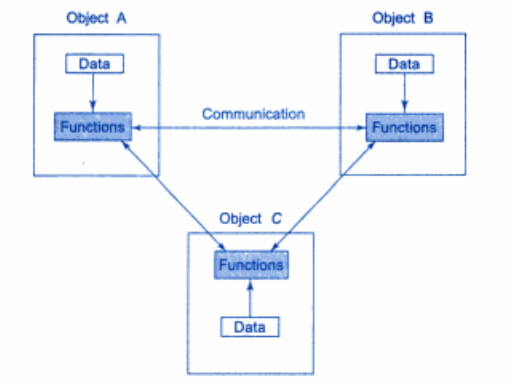 Object A
Object B
Data
Data
Communication
Functions
Functions
Object C
Functions
Data